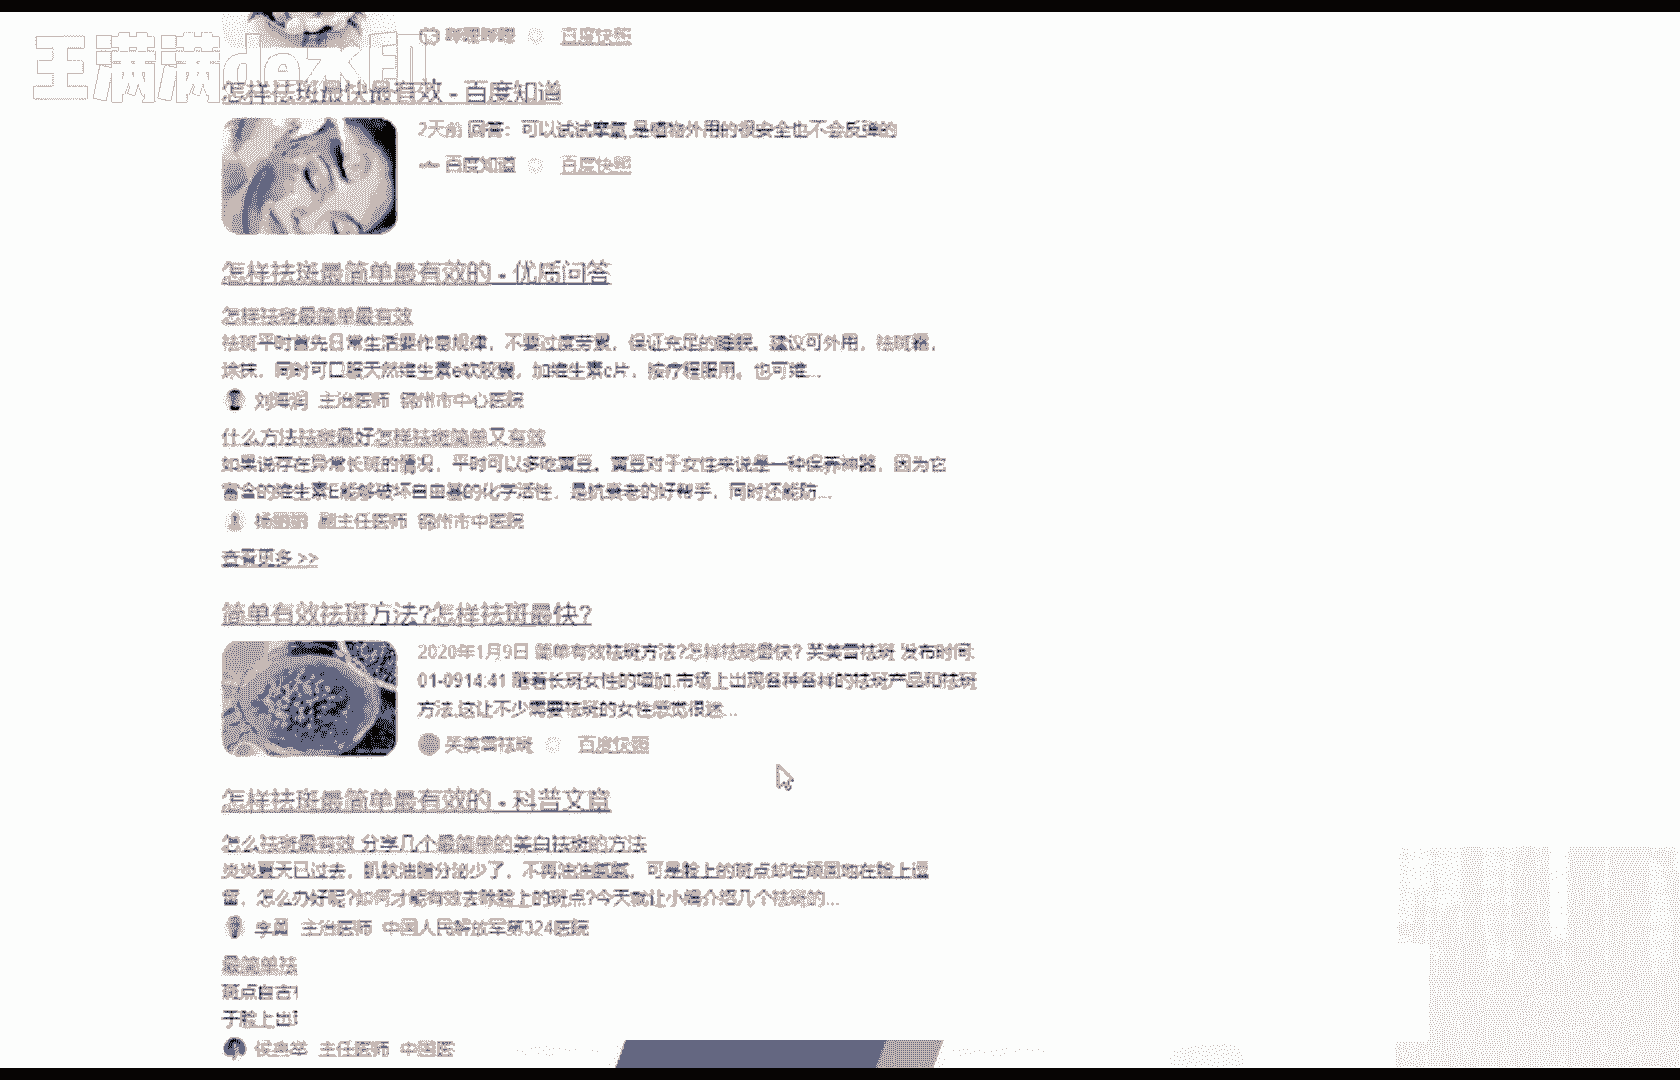 王满满de水印
百度快照
怎样祛斑最快最有效 - 百度知道
2天前 回答: 可以试试摩氪,是植物外用的很安全也不会反弹的
百度知道 百度快照
怎样祛斑最简单最有效的 - 优质问答
怎样祛斑最简单最有效
祛斑平时首先日常生活要作息规律，不要过度劳累，保证充足的睡眠。建议可外用，祛斑霜，
涂抹。同时可口服天然维生素e软胶囊，加维生素c片，按疗程服用。也可维...
刘海润 主治医师 锦州市中心医院
什么方法祛斑最好怎样祛斑简单又有效
如果说存在异常长斑的情况，平时可以多吃黄豆。黄豆对于女性来说是一种保养神器，因为它
富含的维生素E能够破坏自由基的化学活性，是抗衰老的好帮手，同时还能防...
杨丽丽 副主任医师 锦州市中医院
查看更多 >>
简单有效祛斑方法?怎样祛斑最快?
2020年1月9日 简单有效祛斑方法?怎样祛斑最快? 芙美雪祛斑 发布时间:
01-0914:41 随着长斑女性的增加,市场上出现各种各样的祛斑产品和祛斑
方法,这让不少需要祛斑的女性感觉很迷...
芙美雪祛斑 百度快照
怎样祛斑最简单最有效的 - 科普文章
怎么祛斑最有效 分享几个最简单的美白祛斑的方法
炎炎夏天已过去，肌肤油脂分泌少了，不再油油腻腻，可是脸上的斑点却在顽固地在脸上逗
留，怎么办好呢?如何才能有效去除脸上的斑点?今天就让小编介绍几个祛斑的...
李勇 主治医师 中国人民解放军第324医院
最简单祛
斑点自古
于脸上出
主任医师 中国医